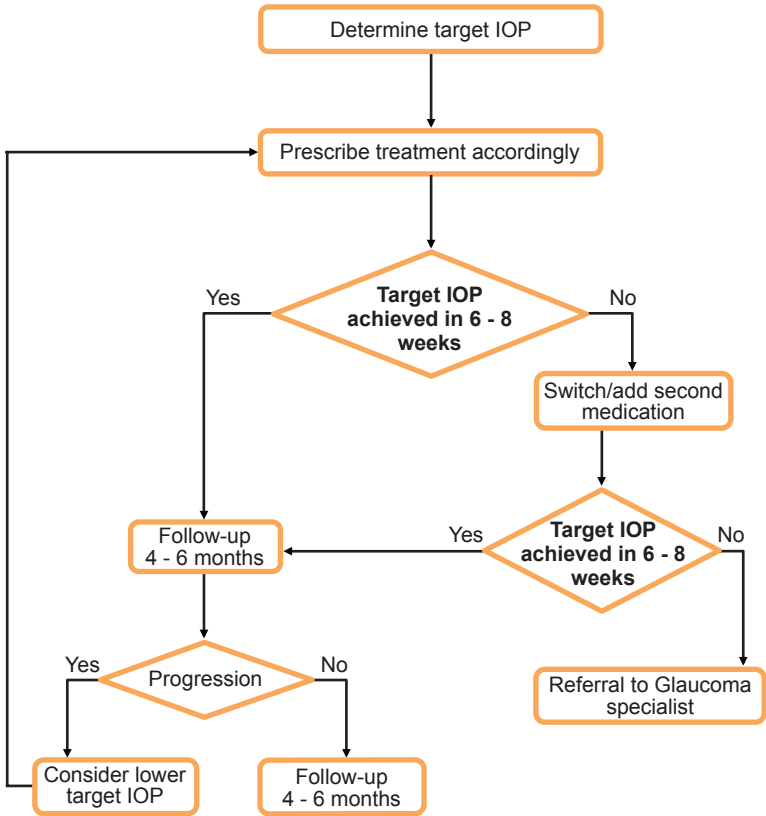 Determine target IOP
Prescribe treatment accordingly
Yes
Target IOP
achieved in 6 - 8
weeks
No
Switch/add second
medication
Follow-up
4 - 6 months
Yes
Target IOP
achieved in 6 - 8
weeks
No
Yes
Progression
No
Referral to Glaucoma
specialist
Consider lower
target IOP
Follow-up
4 - 6 months